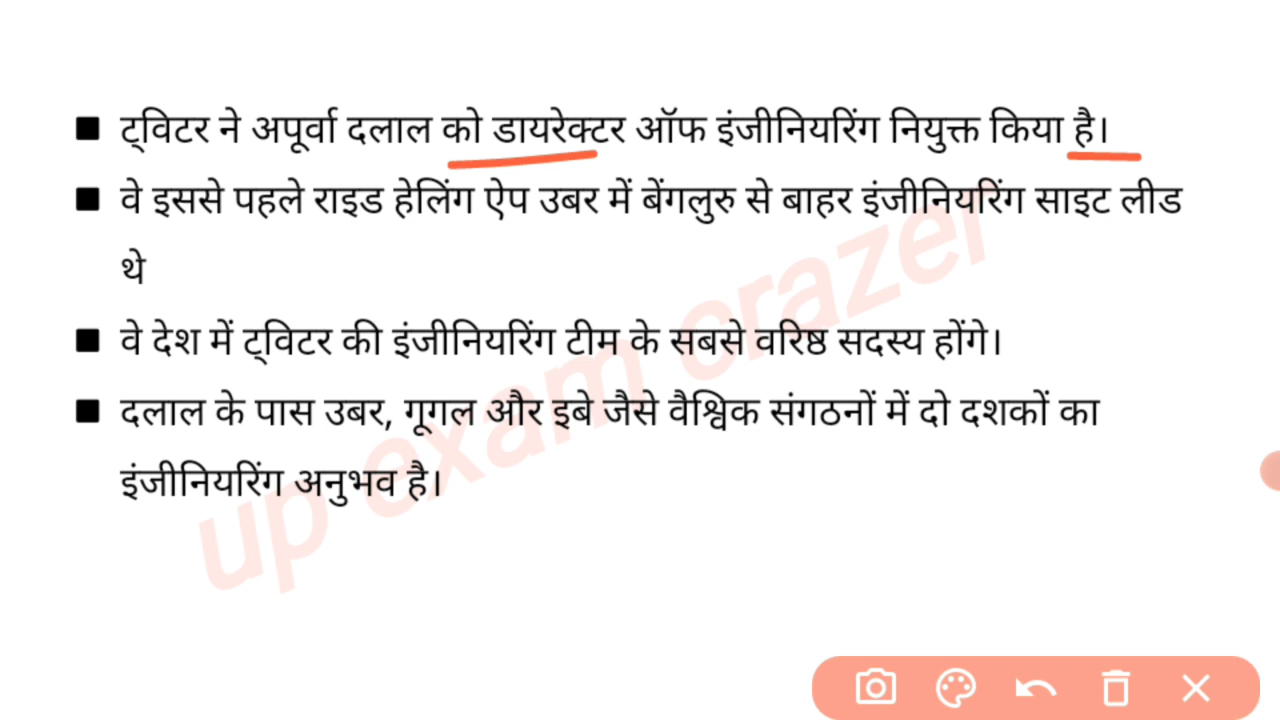 ■ ट्विटर ने अपूर्वा दलाल को डायरेक्टर ऑफ इंजीनियरिंग नियुक्त किया है।
■ वे इससे पहले राइड हेलिंग ऐप उबर में बेंगलुरु से बाहर इंजीनियरिंग साइट लीड
थे
■ वे देश में ट्विटर की इंजीनियरिंग टीम के सबसे वरिष्ठ सदस्य होंगे।
■ दलाल के पास उबर, गूगल और इबे जैसे वैश्विक संगठनों में दो दशकों का
इंजीनियरिंग अनुभव है।
up exam crazer